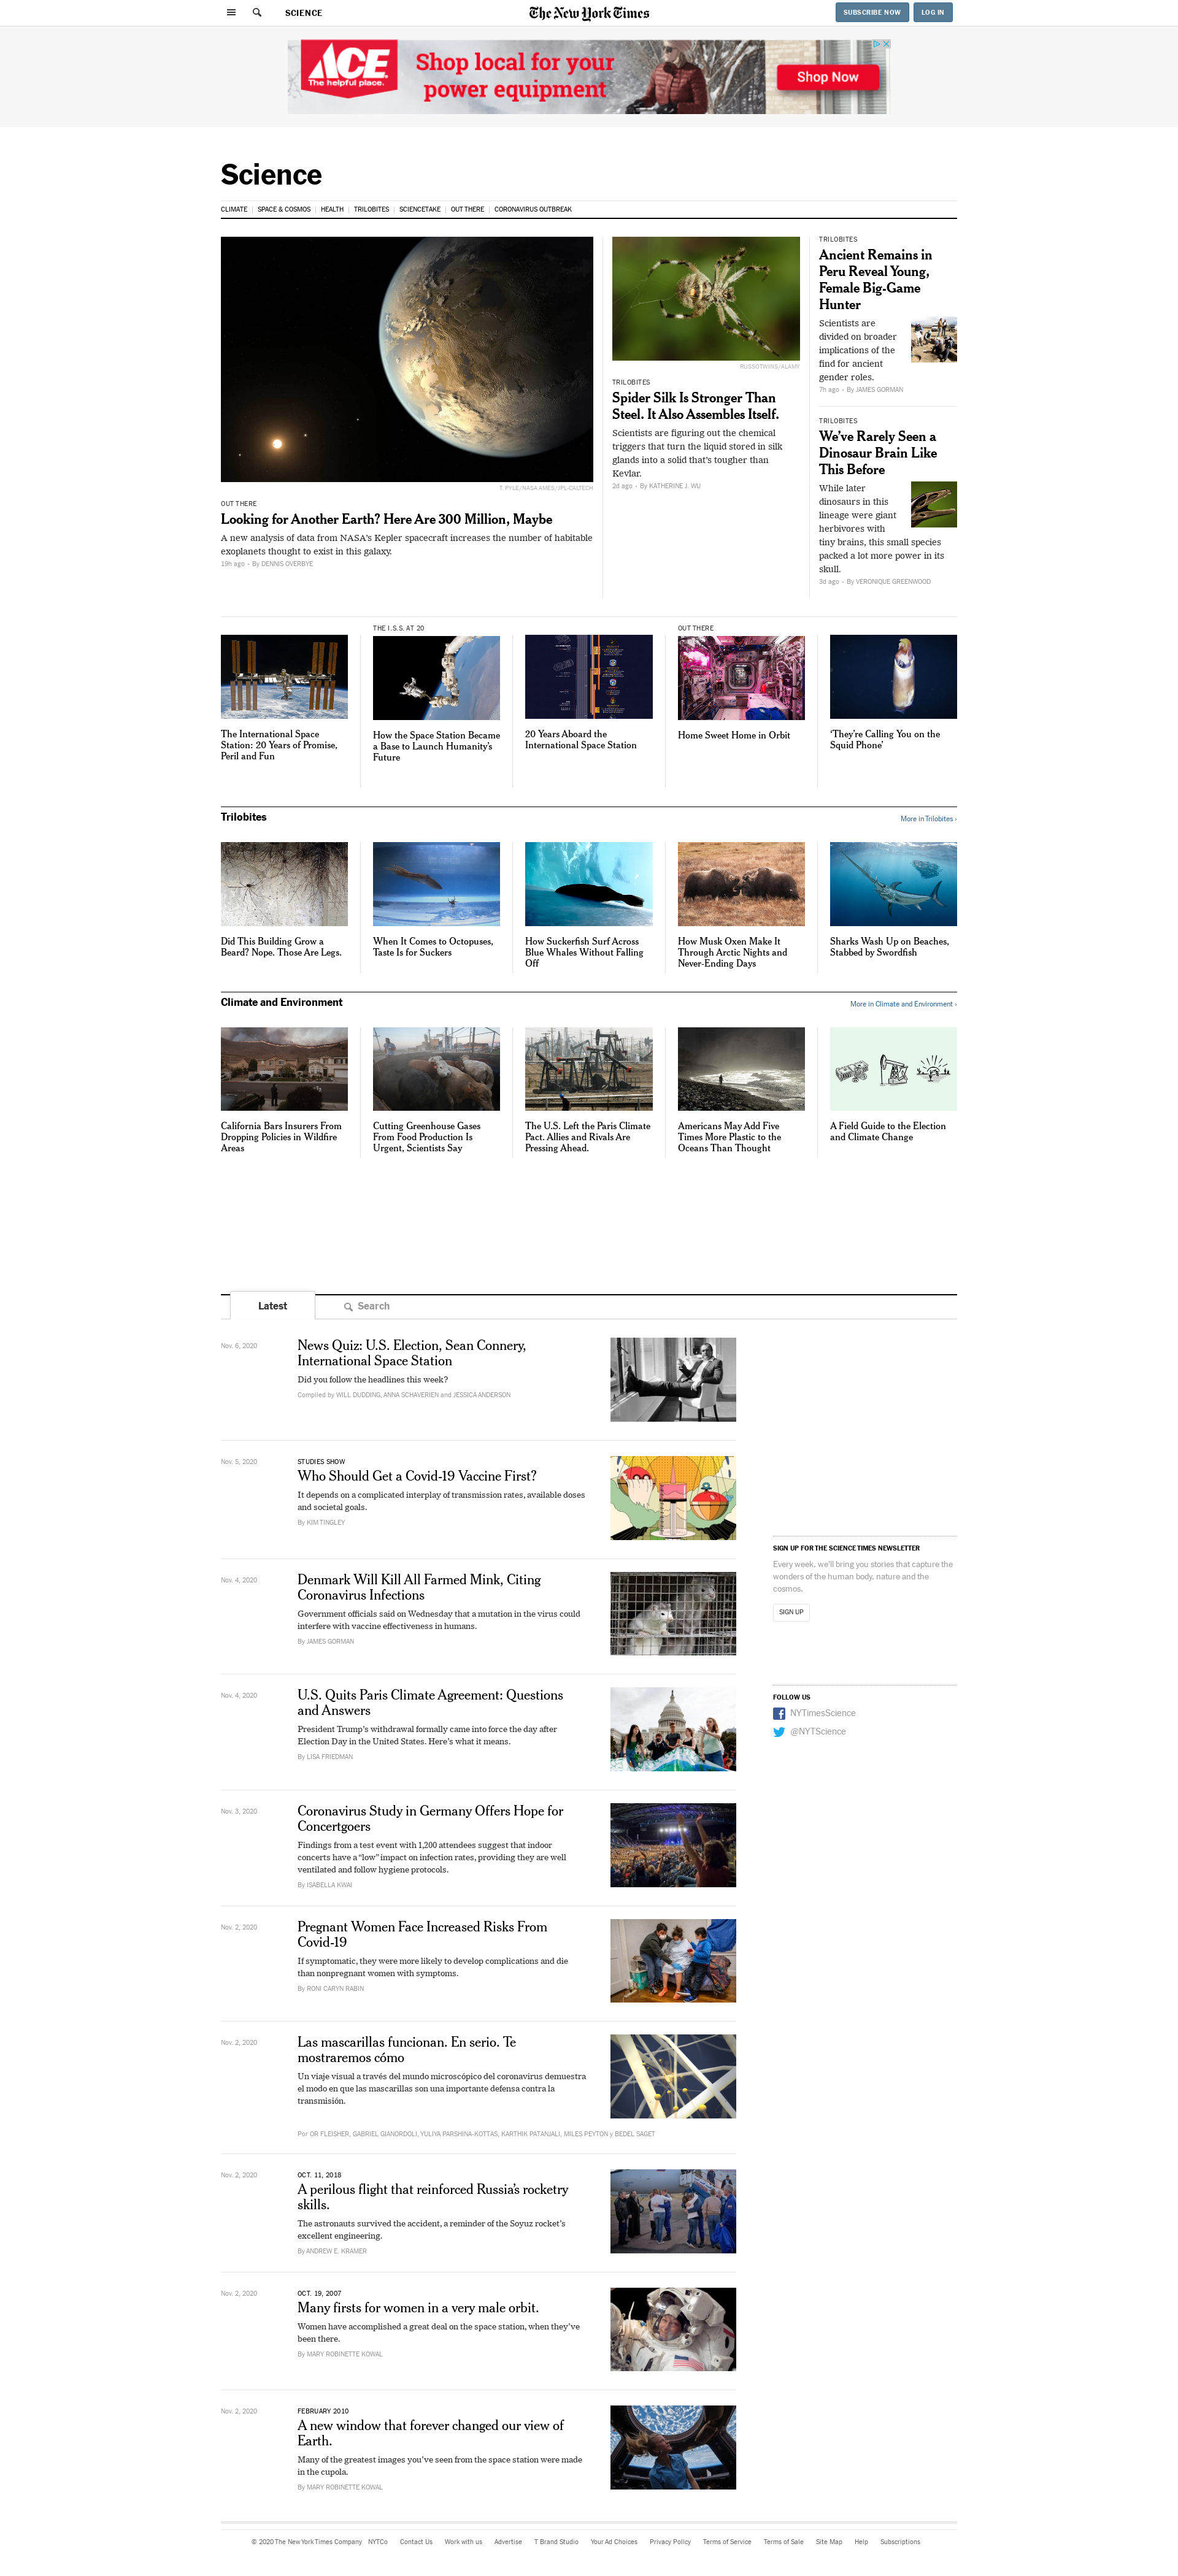 SCIENCE
The New York Times
SUBSCRIBE NOW
LOG IN
ACE
The helpful place.
Shop local for your
power equipment
Shop Now
Science
CLIMATE
SPACE & COSMOS
HEALTH
TRILOBITES
SCIENCETAKE
OUT THERE
CORONAVIRUS OUTBREAK
T. PYLE/NASA AMES/JPL-CALTECH
OUT THERE
Looking for Another Earth? Here Are 300 Million, Maybe
A new analysis of data from NASA's Kepler spacecraft increases the number of habitable
exoplanets thought to exist in this galaxy.
19h ago • By DENNIS OVERBYE
RUSSOTWINS/ALAMY
TRILOBITES
Spider Silk Is Stronger Than
Steel. It Also Assembles Itself.
Scientists are figuring out the chemical
triggers that turn the liquid stored in silk
glands into a solid that's tougher than
Kevlar.
2d ago • By KATHERINE J. WU
TRILOBITES
Ancient Remains in
Peru Reveal Young,
Female Big-Game
Hunter
Scientists are
divided on broader
implications of the
find for ancient
gender roles.
7h ago • By JAMES GORMAN
TRILOBITES
We've Rarely Seen a
Dinosaur Brain Like
This Before
While later
dinosaurs in this
lineage were giant
herbivores with
tiny brains, this small species
packed a lot more power in its
skull.
3d ago • By VERONIQUE GREENWOOD
The International Space
Station: 20 Years of Promise,
Peril and Fun
THE I.S.S. AT 20
How the Space Station Became
a Base to Launch Humanity's
Future
20 Years Aboard the
International Space Station
OUT THERE
Home Sweet Home in Orbit
'They're Calling You on the
Squid Phone'
Trilobites
More in Trilobites ›
Did This Building Grow a
Beard? Nope. Those Are Legs.
When It Comes to Octopuses,
Taste Is for Suckers
How Suckerfish Surf Across
Blue Whales Without Falling
Off
How Musk Oxen Make It
Through Arctic Nights and
Never-Ending Days
Sharks Wash Up on Beaches,
Stabbed by Swordfish
Climate and Environment
More in Climate and Environment ›
California Bars Insurers From
Dropping Policies in Wildfire
Areas
Cutting Greenhouse Gases
From Food Production Is
Urgent, Scientists Say
The U.S. Left the Paris Climate
Pact. Allies and Rivals Are
Pressing Ahead.
Americans May Add Five
Times More Plastic to the
Oceans Than Thought
A Field Guide to the Election
and Climate Change
Latest
Search
Nov. 6, 2020
News Quiz: U.S. Election, Sean Connery,
International Space Station
Did you follow the headlines this week?
Compiled by WILL DUDDING, ANNA SCHAVERIEN and JESSICA ANDERSON
Nov. 5, 2020
STUDIES SHOW
Who Should Get a Covid-19 Vaccine First?
It depends on a complicated interplay of transmission rates, available doses
and societal goals.
By KIM TINGLEY
Nov. 4, 2020
Denmark Will Kill All Farmed Mink, Citing
Coronavirus Infections
Government officials said on Wednesday that a mutation in the virus could
interfere with vaccine effectiveness in humans.
By JAMES GORMAN
Nov. 4, 2020
U.S. Quits Paris Climate Agreement: Questions
and Answers
President Trump's withdrawal formally came into force the day after
Election Day in the United States. Here's what it means.
By LISA FRIEDMAN
Nov. 3, 2020
Coronavirus Study in Germany Offers Hope for
Concertgoers
Findings from a test event with 1,200 attendees suggest that indoor
concerts have a "low" impact on infection rates, providing they are well
ventilated and follow hygiene protocols.
By ISABELLA KWAI
Nov. 2, 2020
Pregnant Women Face Increased Risks From
Covid-19
If symptomatic, they were more likely to develop complications and die
than nonpregnant women with symptoms.
By RONI CARYN RABIN
Nov. 2, 2020
Las mascarillas funcionan. En serio. Te
mostraremos cómo
Un viaje visual a través del mundo microscópico del coronavirus demuestra
el modo en que las mascarillas son una importante defensa contra la
transmisión.
Por OR FLEISHER, GABRIEL GIANORDOLI, YULIYA PARSHINA-KOTTAS, KARTHIK PATANJALI, MILES PEYTON y BEDEL SAGET
Nov. 2, 2020
OCT. 11, 2018
A perilous flight that reinforced Russia's rocketry
skills.
The astronauts survived the accident, a reminder of the Soyuz rocket's
excellent engineering.
By ANDREW E. KRAMER
Nov. 2, 2020
OCT. 19, 2007
Many firsts for women in a very male orbit.
Women have accomplished a great deal on the space station, when they've
been there.
By MARY ROBINETTE KOWAL
Nov. 2, 2020
FEBRUARY 2010
A new window that forever changed our view of
Earth.
Many of the greatest images you've seen from the space station were made
in the cupola.
By MARY ROBINETTE KOWAL
SIGN UP FOR THE SCIENCE TIMES NEWSLETTER
Every week, we'll bring you stories that capture the
wonders of the human body, nature and the
cosmos.
SIGN UP
FOLLOW US
NYTimesScience
@NYTScience
© 2020 The New York Times Company
NYTCo
Contact Us
Work with us
Advertise
T Brand Studio
Your Ad Choices
Privacy Policy
Terms of Service
Terms of Sale
Site Map
Help
Subscriptions